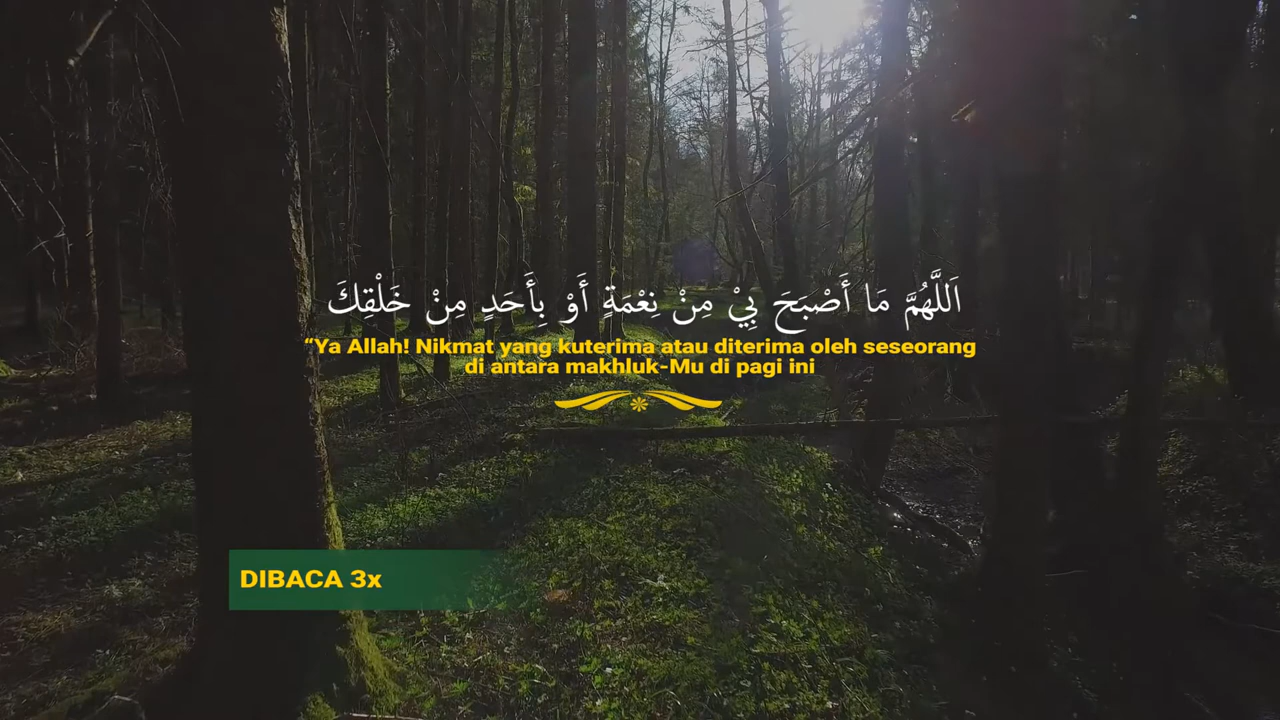 اَللَّهُمَّ مَا أَصْبَحَ بِيْ مِنْ نِعْمَةٍ أَوْ بِأَحَدٍ مِنْ خَلْقِكَ
“Ya Allah! Nikmat yang kuterima atau diterima oleh seseorang
di antara makhluk-Mu di pagi ini
DIBACA 3x